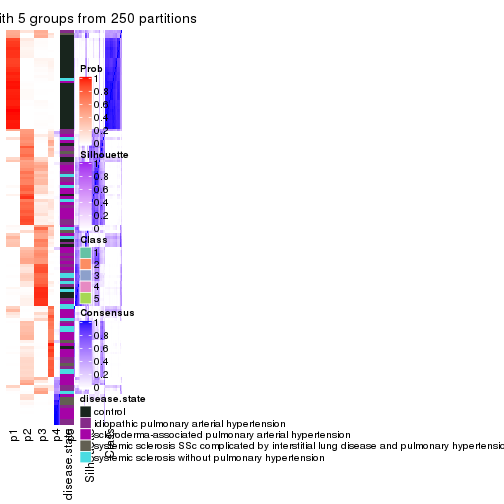 ith 5 groups from 250 partitions
Prob
1
0.8
0.6
0.4
0.2
0
Silhouette
1
0.8
0.6
0.4
0.2
0
Class
1
2
3
4
5
Consensus
1
0.8
0.6
0.4
0.2
0
disease.state
control
idiopathic pulmonary arterial hypertension
scleroderma-associated pulmonary arterial hypertension
systemic sclerosis SSc complicated by interstitial lung disease and pulmonary hypertensio
systemic sclerosis without pulmonary hypertension
p1
p2
p3
p4
disease.state
Silh
Class